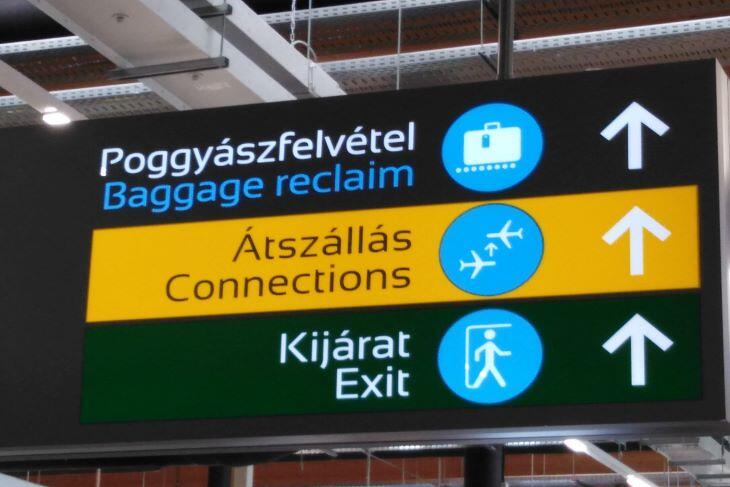 Poggyászfelvétel
Baggage reclaim
Átszállás
Connections
Kijárat
Exit